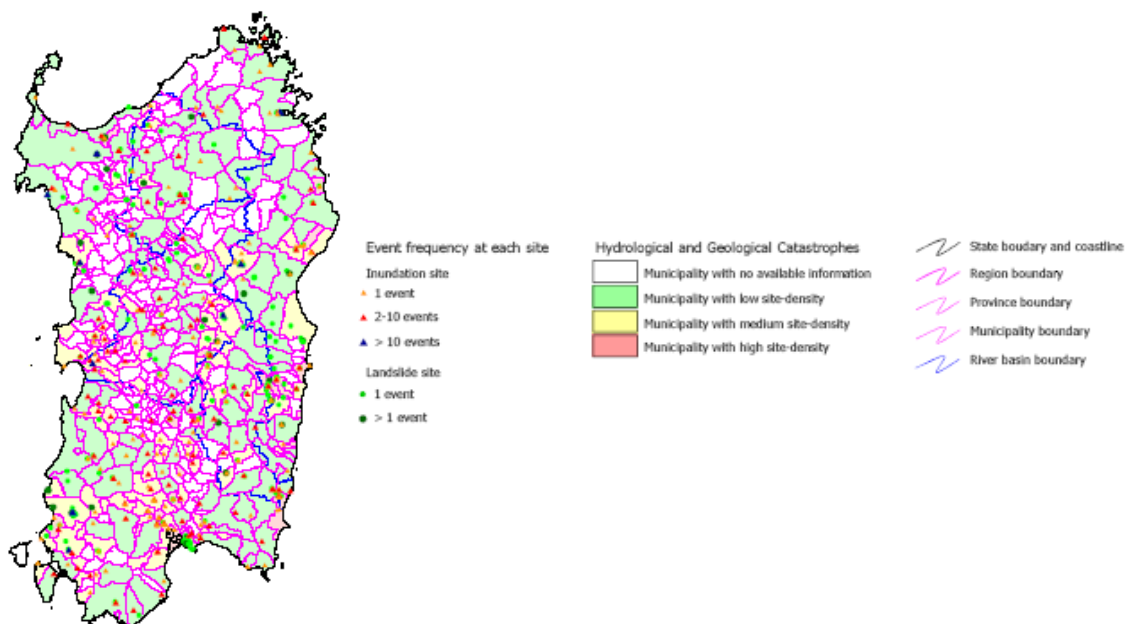 Event frequency at each site
Inundation site
1 event
2-10 events
> 10 events
Landslide site
1 event
> 1 event
Hydrological and Geological Catastrophes
Municipality with no available information
Municipality with low site-density
Municipality with medium site-density
Municipality with high site-density
State boudary and coastline
Region boundary
Province boundary
Municipality boundary
River basin boundary